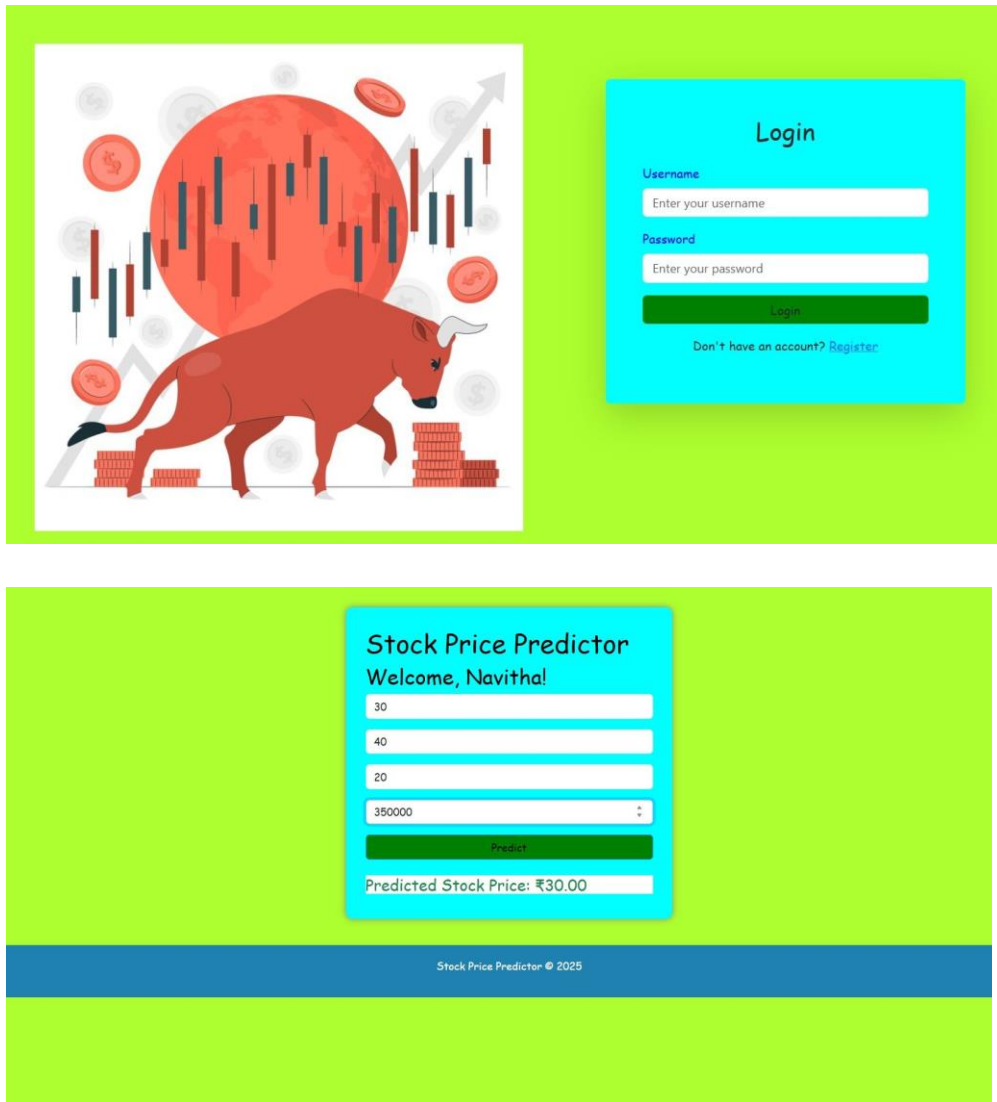 Login
Username
Enter your username
Password
Enter your password
Login
Don't have an account? Register
Stock Price Predictor
Welcome, Navitha!
30
40
20
350000
Predict
Predicted Stock Price: ₹30.00
Stock Price Predictor © 2025